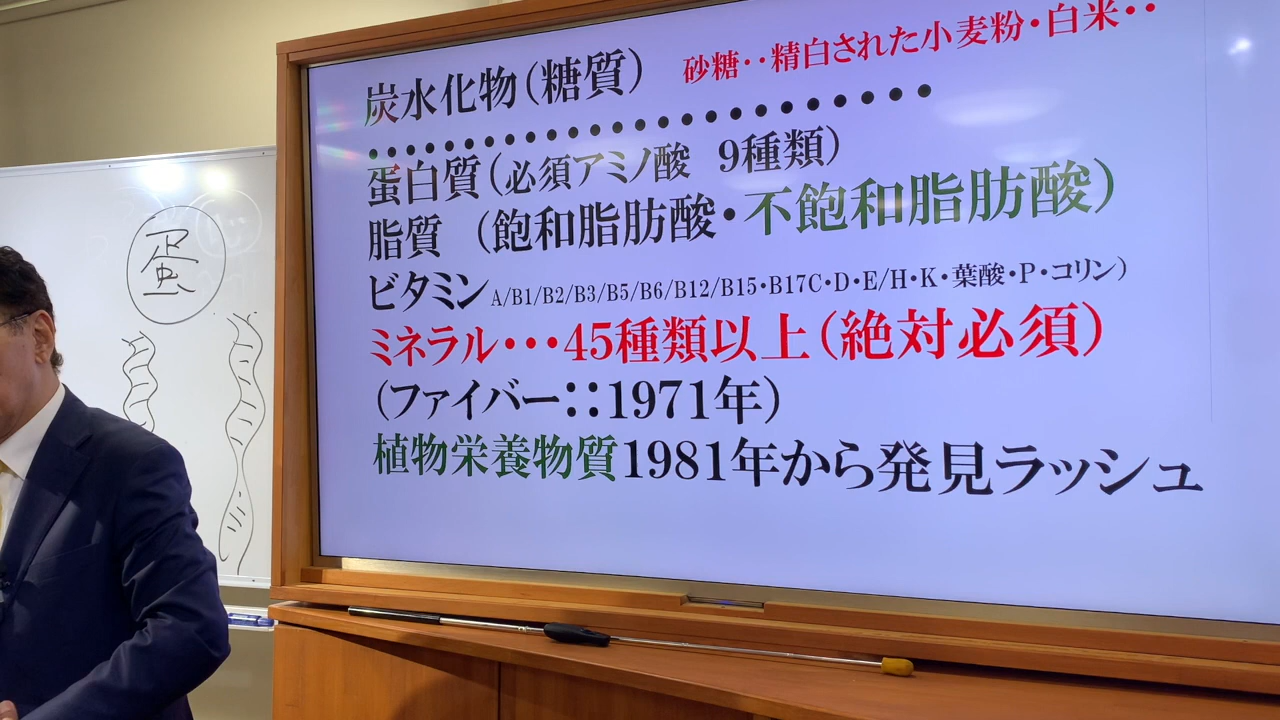 炭水化物(糖質) 砂糖‥精白された小麦粉・白米‥
●●●●●●●●●●●●●●●●●●●●●●●●●
蛋白質(必須アミノ酸 9種類)
脂質 (飽和脂肪酸・不飽和脂肪酸)
ビタミンA/B1/B2/B3/B5/B6/B12/B15・B17C・D・E/H・K・葉酸・P・コリン)
ミネラル・・・45種類以上(絶対必須)
(ファイバー::1971年)
植物栄養物質1981年から発見ラッシュ
蛋